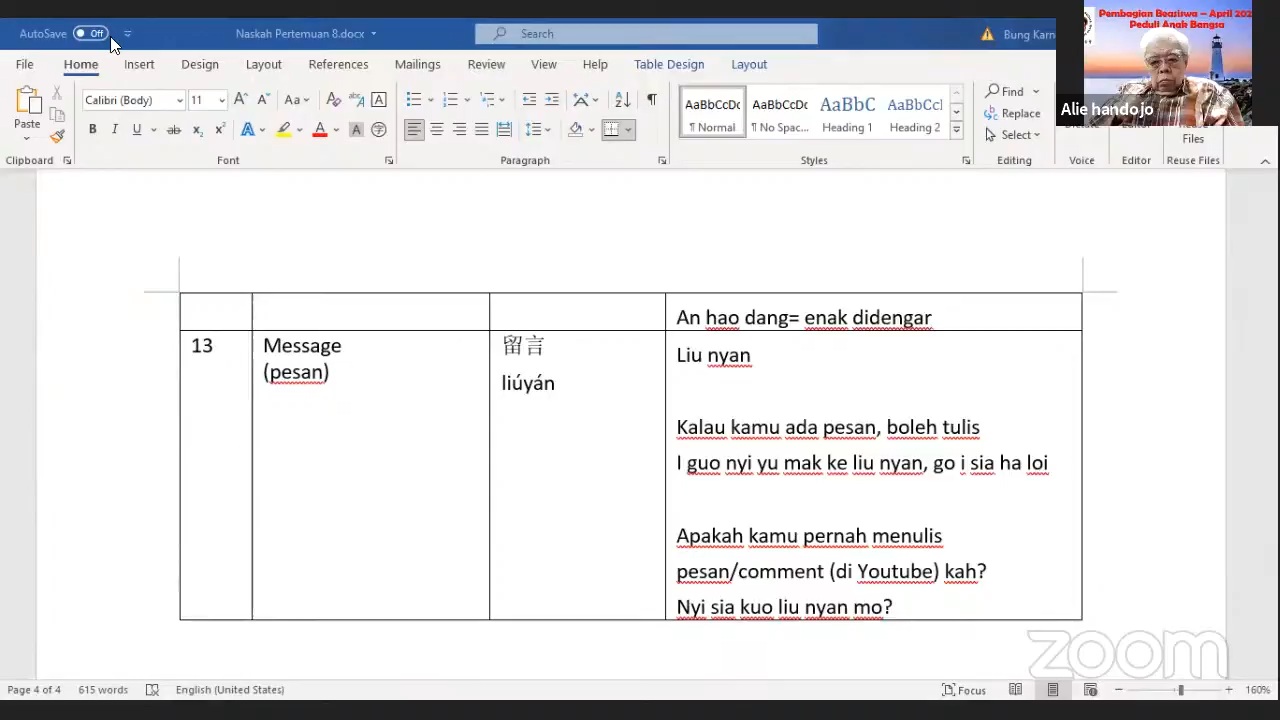 AutoSave Off
Naskah Pertemuan 8.docx
Search
Bung Karn
Pembagian Beasiswa – April 202
Peduli Anak Bangsa
Alie handojo
File Home Insert Design Layout References Mailings Review View Help Table Design Layout
Paste
Calibri (Body) 11
AaBbCcDc AaBbCcDc AaBbC AaBbCcl
¶ Normal ¶ No Spac... Heading 1 Heading 2
Find
Replace
Select
Editor
Files
Clipboard Font Paragraph Styles Editing Voice Editor Reuse Files
An hao dang= enak didengar
13
Message
(pesan)
留言
liúyán
Liu nyan
Kalau kamu ada pesan, boleh tulis
I guo nyi yu mak ke liu nyan, go i sia ha loi
Apakah kamu pernah menulis
pesan/comment (di Youtube) kah?
Nyi sia kuo liu nyan mo?
zoom
Page 4 of 4 615 words English (United States) Focus 160%